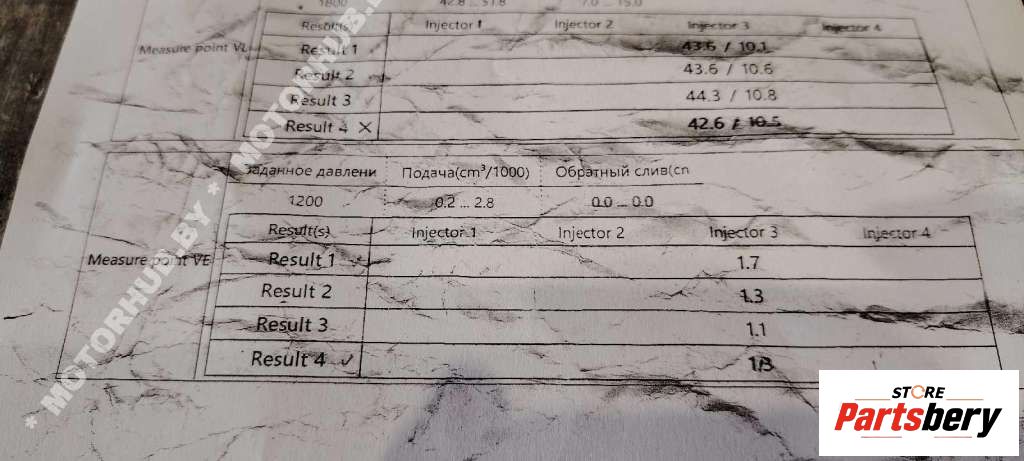 1800 42.8 ... 51.8 7.0 ... 15.0
Result(s) Injector 1 Injector 2 Injector 3 Injector 4
Measure point VL
Result 1 43.6 / 10.1
Result 2 43.6 / 10.6
Result 3 ✓ 44.3 / 10.8
Result 4 ✕ 42.6 / 10.5
заданное давлени Подача(cm³/1000) Обратный слив(cп
1200 0.2 ... 2.8 0.0 ... 0.0
Result(s) Injector 1 Injector 2 Injector 3 Injector 4
Measure point VE
Result 1 1.7
Result 2 1.3
Result 3 1.1
Result 4 ✓ 1.3
* MOTORHUB.BY * MOTORHUB.
STORE
Partsbery